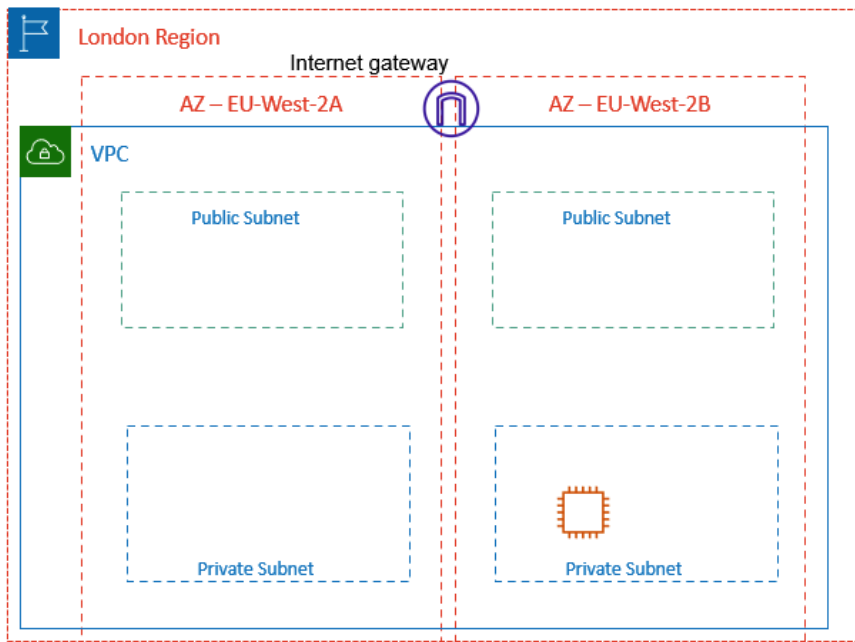 London Region
Internet gateway
AZ – EU-West-2A
AZ – EU-West-2B
VPC
Public Subnet
Public Subnet
Private Subnet
Private Subnet